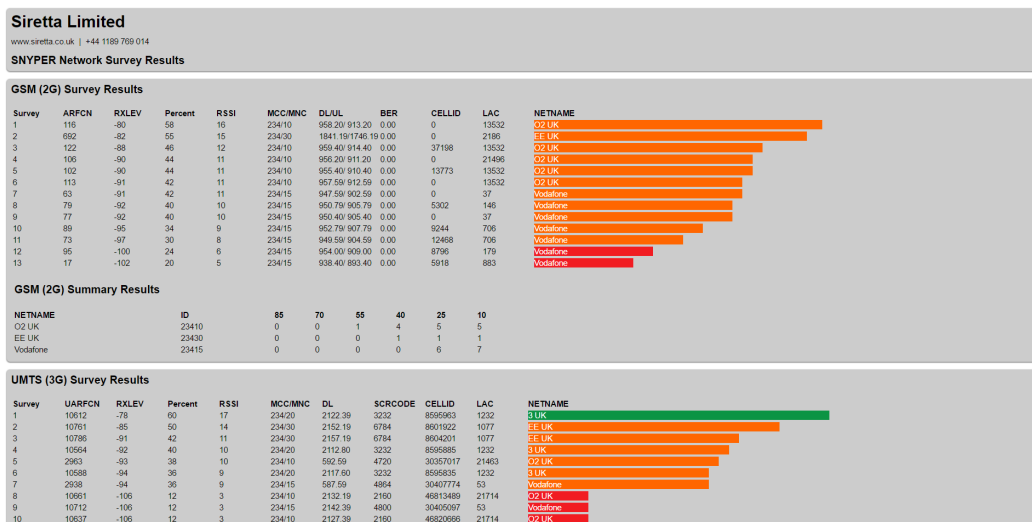 Siretta Limited
www.siretta.co.uk | +44 1189 769 014
SNYPER Network Survey Results
GSM (2G) Survey Results
Survey ARFCN RXLEV Percent RSSI MCC/MNC DL/UL BER CELLID LAC NETNAME
1 116 -80 58 16 234/10 958.20/ 913.20 0.00 0 13532 O2 UK
2 692 -82 55 15 234/30 1841.19/1746.19 0.00 0 2186 EE UK
3 122 -88 46 12 234/10 959.40/ 914.40 0.00 37198 13532 O2 UK
4 106 -90 44 11 234/10 956.20/ 911.20 0.00 0 21496 O2 UK
5 102 -90 44 11 234/10 955.40/ 910.40 0.00 13773 13532 O2 UK
6 113 -91 42 11 234/10 957.59/ 912.59 0.00 0 13532 O2 UK
7 63 -91 42 11 234/15 947.59/ 902.59 0.00 0 37 Vodafone
8 79 -92 40 10 234/15 950.79/ 905.79 0.00 5302 146 Vodafone
9 77 -92 40 10 234/15 950.40/ 905.40 0.00 0 37 Vodafone
10 89 -95 34 9 234/15 952.79/ 907.79 0.00 9244 706 Vodafone
11 73 -97 30 8 234/15 949.59/ 904.59 0.00 12468 706 Vodafone
12 95 -100 24 6 234/15 954.00/ 909.00 0.00 8796 179 Vodafone
13 17 -102 20 5 234/15 938.40/ 893.40 0.00 5918 883 Vodafone
GSM (2G) Summary Results
NETNAME ID 85 70 55 40 25 10
O2 UK 23410 0 0 1 4 5 5
EE UK 23430 0 0 0 1 1 1
Vodafone 23415 0 0 0 0 6 7
UMTS (3G) Survey Results
Survey UARFCN RXLEV Percent RSSI MCC/MNC DL SCRCODE CELLID LAC NETNAME
1 10612 -78 60 17 234/20 2122.39 3232 8595963 1232 3 UK
2 10761 -85 50 14 234/30 2152.19 6784 8601922 1077 EE UK
3 10786 -91 42 11 234/30 2157.19 6784 8604201 1077 EE UK
4 10564 -92 40 10 234/20 2112.80 3232 8595885 1232 3 UK
5 2963 -93 38 10 234/10 592.59 4720 30357017 21463 O2 UK
6 10588 -94 36 9 234/20 2117.60 3232 8595835 1232 3 UK
7 2938 -94 36 9 234/15 587.59 4864 30407774 53 Vodafone
8 10661 -106 12 3 234/10 2132.19 2160 46813489 21714 O2 UK
9 10712 -106 12 3 234/15 2142.39 4800 30405097 53 Vodafone
10 10637 -106 12 3 234/10 2127.39 2160 46820666 21714 O2 UK